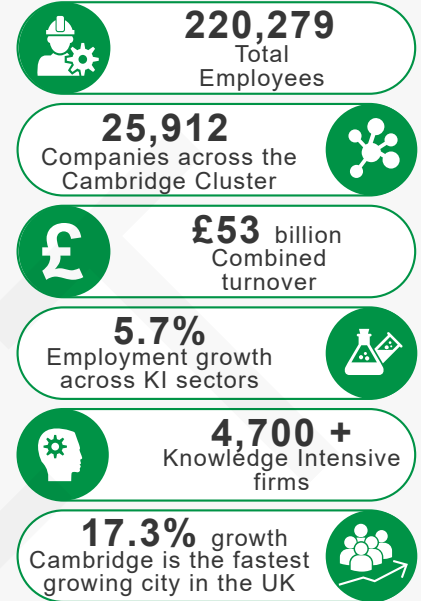 220,279
Total
Employees
25,912
Companies across the
Cambridge Cluster
£
£53 billion
Combined
turnover
5.7%
Employment growth
across KI sectors
4,700 +
Knowledge Intensive
firms
17.3% growth
Cambridge is the fastest
growing city in the UK